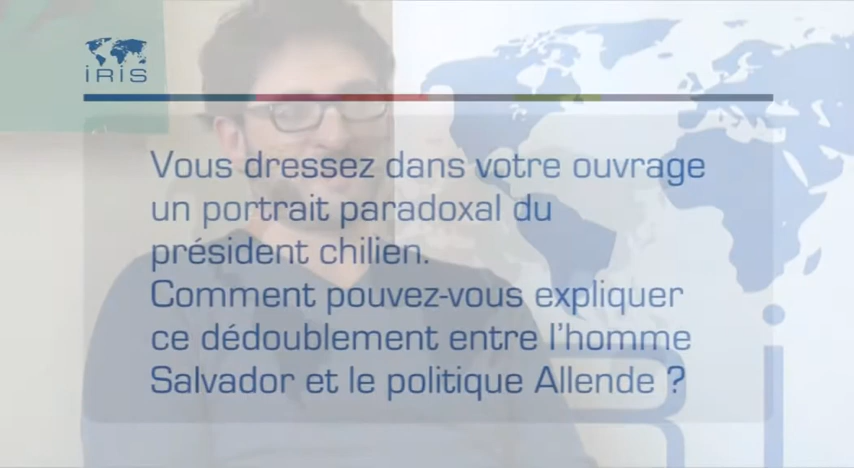 iRiS
Vous dressez dans votre ouvrage
un portrait paradoxal du
président chilien.
Comment pouvez-vous expliquer
ce dédoublement entre l'homme
Salvador et le politique Allende ?